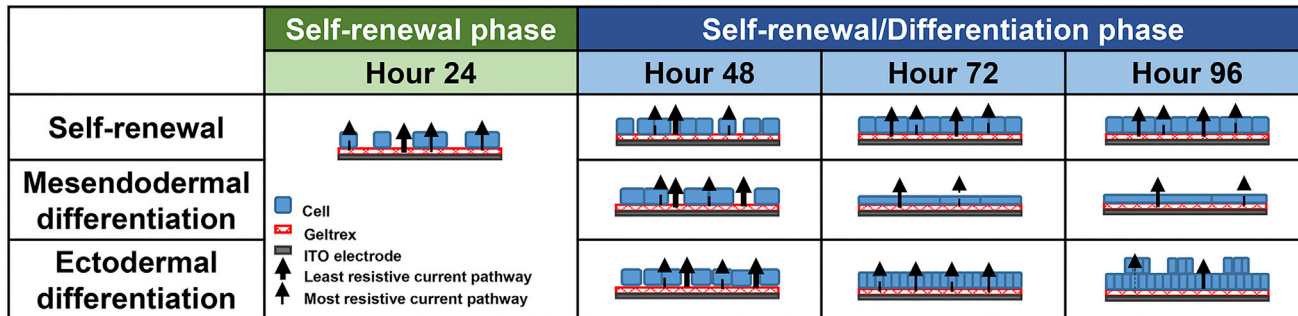 Self-renewal phase
Self-renewal/Differentiation phase
Hour 24
Hour 48
Hour 72
Hour 96
Self-renewal
Mesendodermal
differentiation
Ectodermal
differentiation
Cell
Geltrex
ITO electrode
Least resistive current pathway
Most resistive current pathway